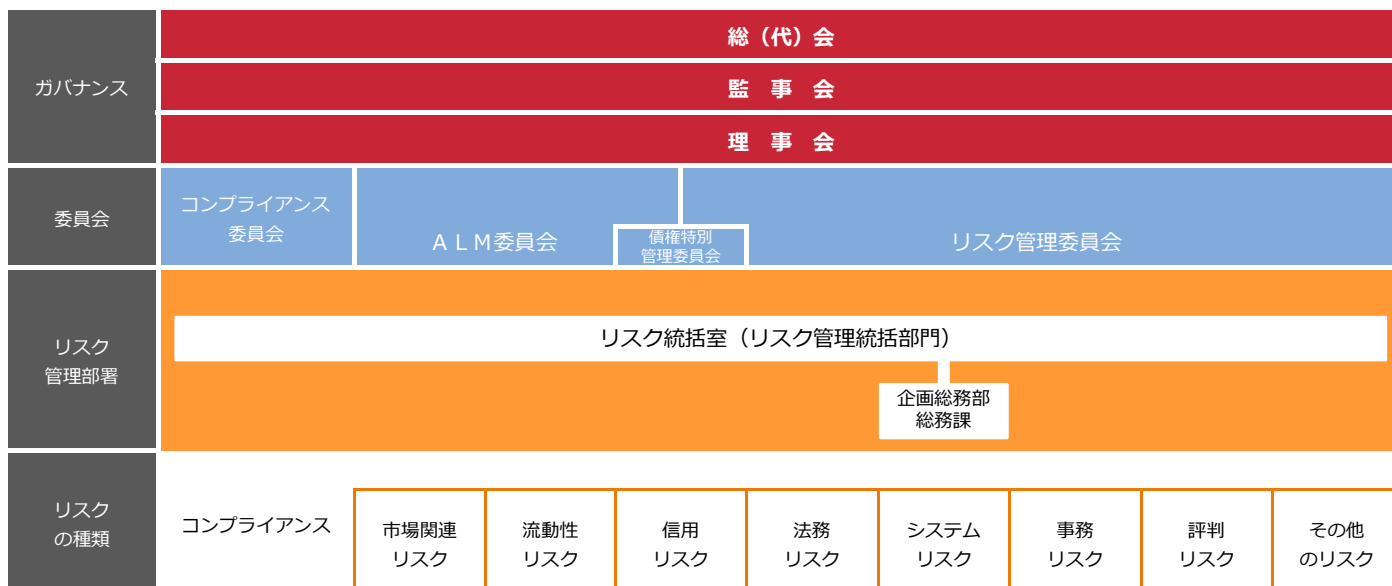 ガバナンス
総（代）会
監　事　会
理　事　会
委員会
コンプライアンス
委員会
ＡＬＭ委員会
債権特別
管理委員会
リスク管理委員会
リスク
管理部署
リスク統括室（リスク管理統括部門）
企画総務部
総務課
リスク
の種類
コンプライアンス
市場関連
リスク
流動性
リスク
信用
リスク
法務
リスク
システム
リスク
事務
リスク
評判
リスク
その他
のリスク